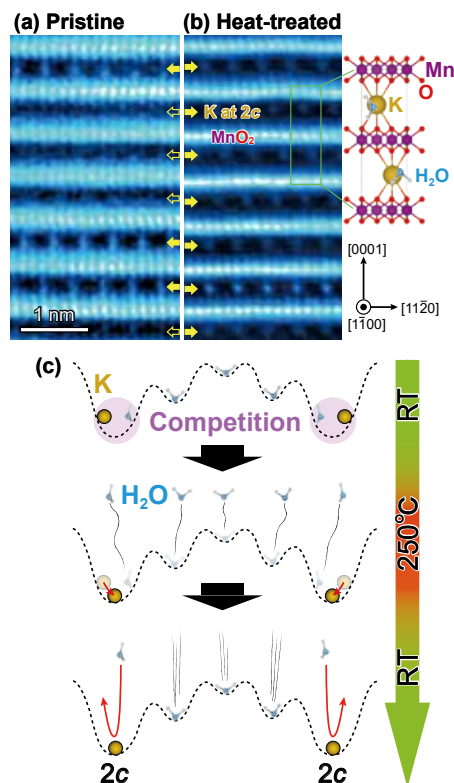 (a) Pristine
(b) Heat-treated
Mn
O
K
H₂O
K at 2c
MnO₂
1 nm
[0001]
[112̅0]
[11̅00]
(c)
K
Competition
RT
H₂O
250°C
RT
2c
2c